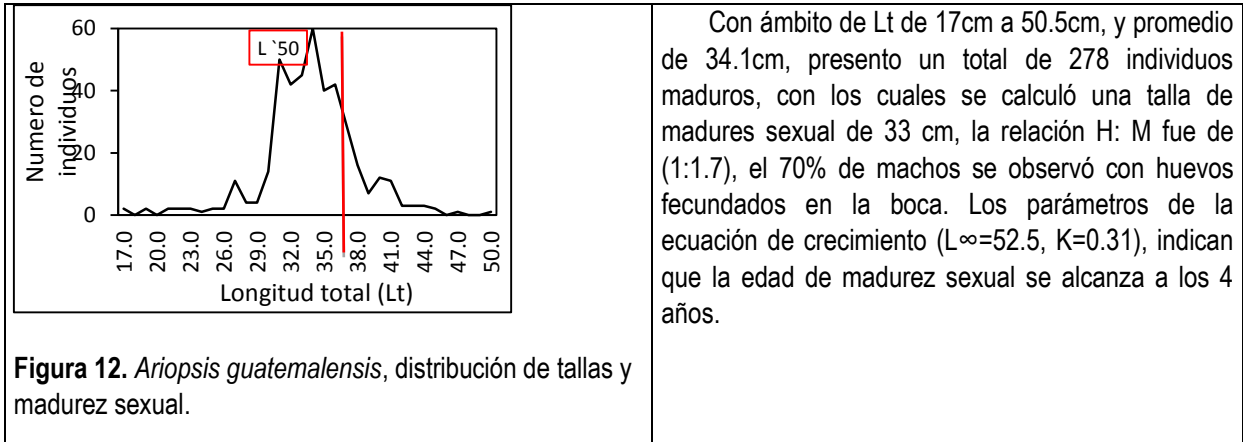 60
40
20
0
Numero de
individuos
L `50
17.0
20.0
23.0
26.0
29.0
32.0
35.0
38.0
41.0
44.0
47.0
50.0
Longitud total (Lt)
Figura 12. Ariopsis guatemalensis, distribución de tallas y
madurez sexual.
Con ámbito de Lt de 17cm a 50.5cm, y promedio
de 34.1cm, presento un total de 278 individuos
maduros, con los cuales se calculó una talla de
madures sexual de 33 cm, la relación H: M fue de
(1:1.7), el 70% de machos se observó con huevos
fecundados en la boca. Los parámetros de la
ecuación de crecimiento (L∞=52.5, K=0.31), indican
que la edad de madurez sexual se alcanza a los 4
años.